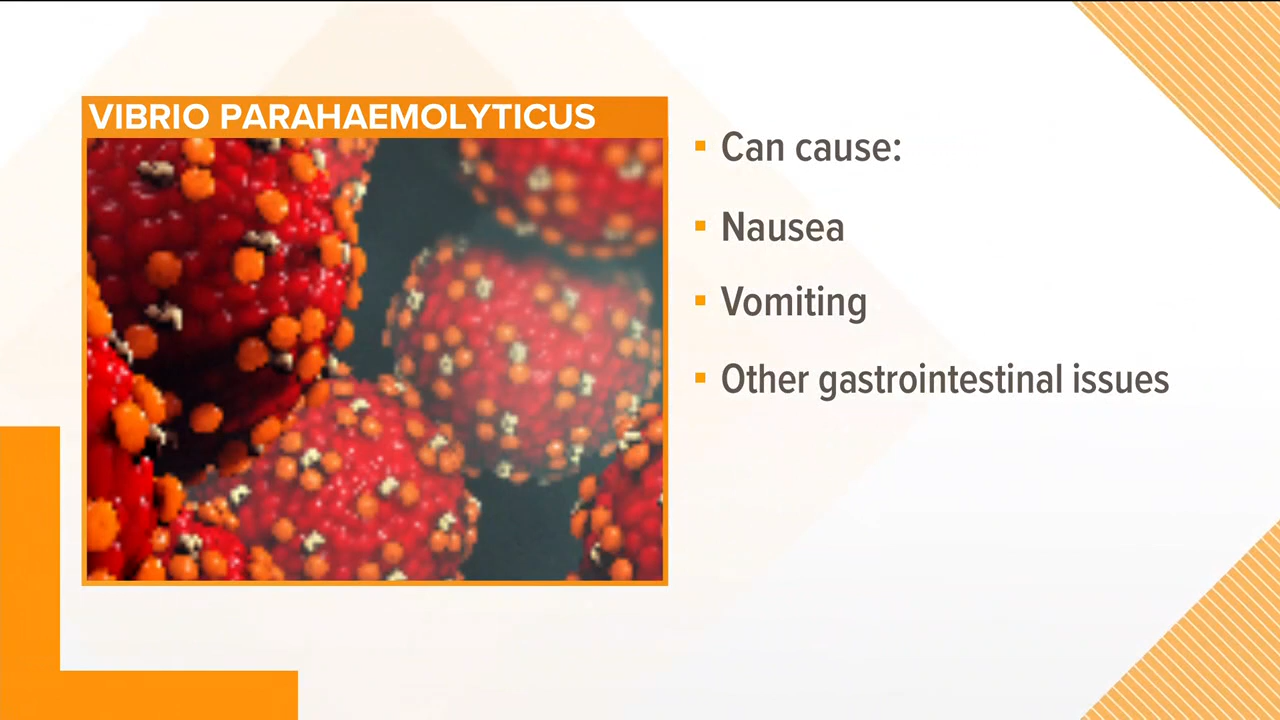 VIBRIO PARAHAEMOLYTICUS
Can cause:
Nausea
Vomiting
Other gastrointestinal issues